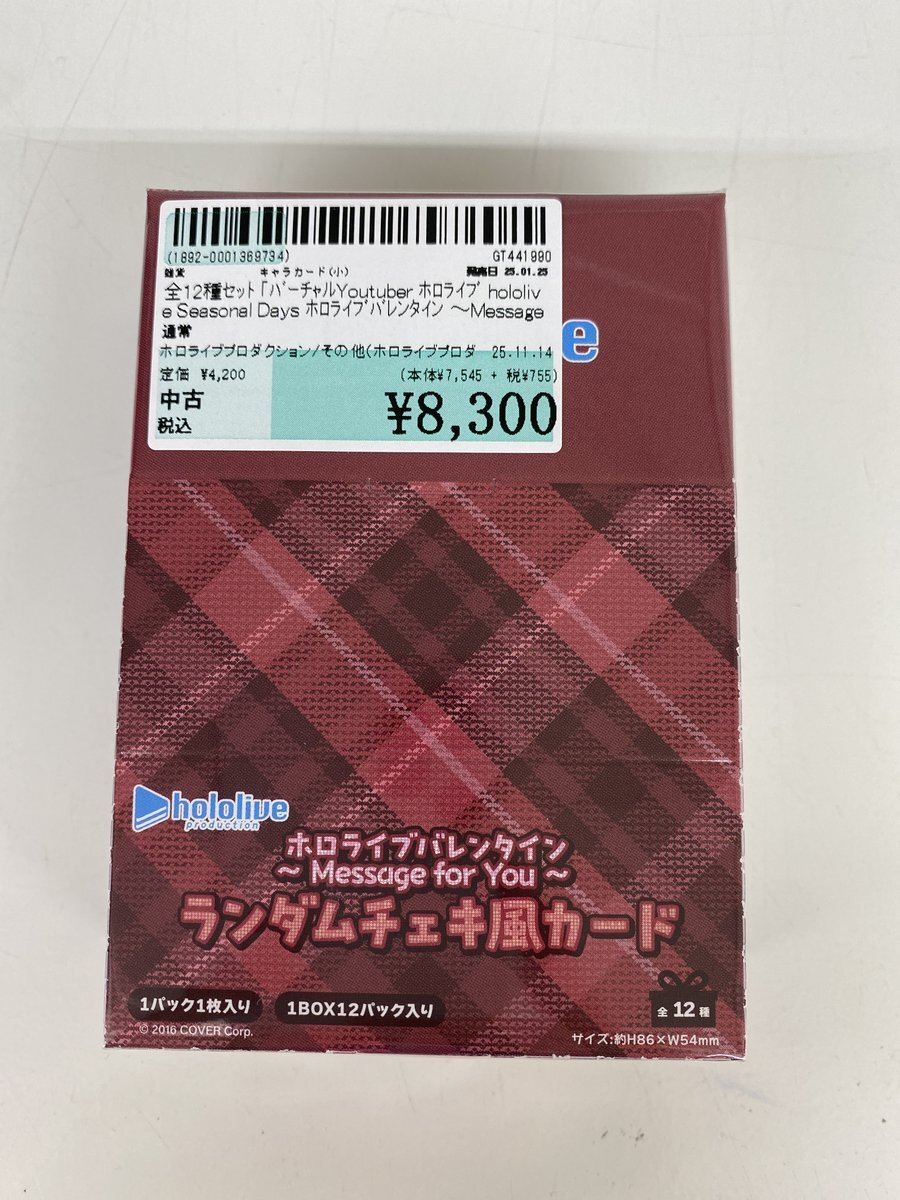 (1892-0001369734)
GT441990
雑貨
キャラカード(小)
発売日 25.01.25
全12種セット 「バーチャルYoutuber ホロライブ hololiv
e Seasonal Days ホロライブバレンタイン ～Message
通常
ホロライブプロダクション/その他(ホロライブプロダ 25.11.14
定価 ¥4,200
(本体¥7,545 + 税¥755)
中古
税込
¥8,300
e
hololive
production
ホロライブバレンタイン
～ Message for You ～
ランダムチェキ風カード
1パック1枚入り
1BOX12パック入り
全12種
© 2016 COVER Corp.
サイズ:約H86×W54mm